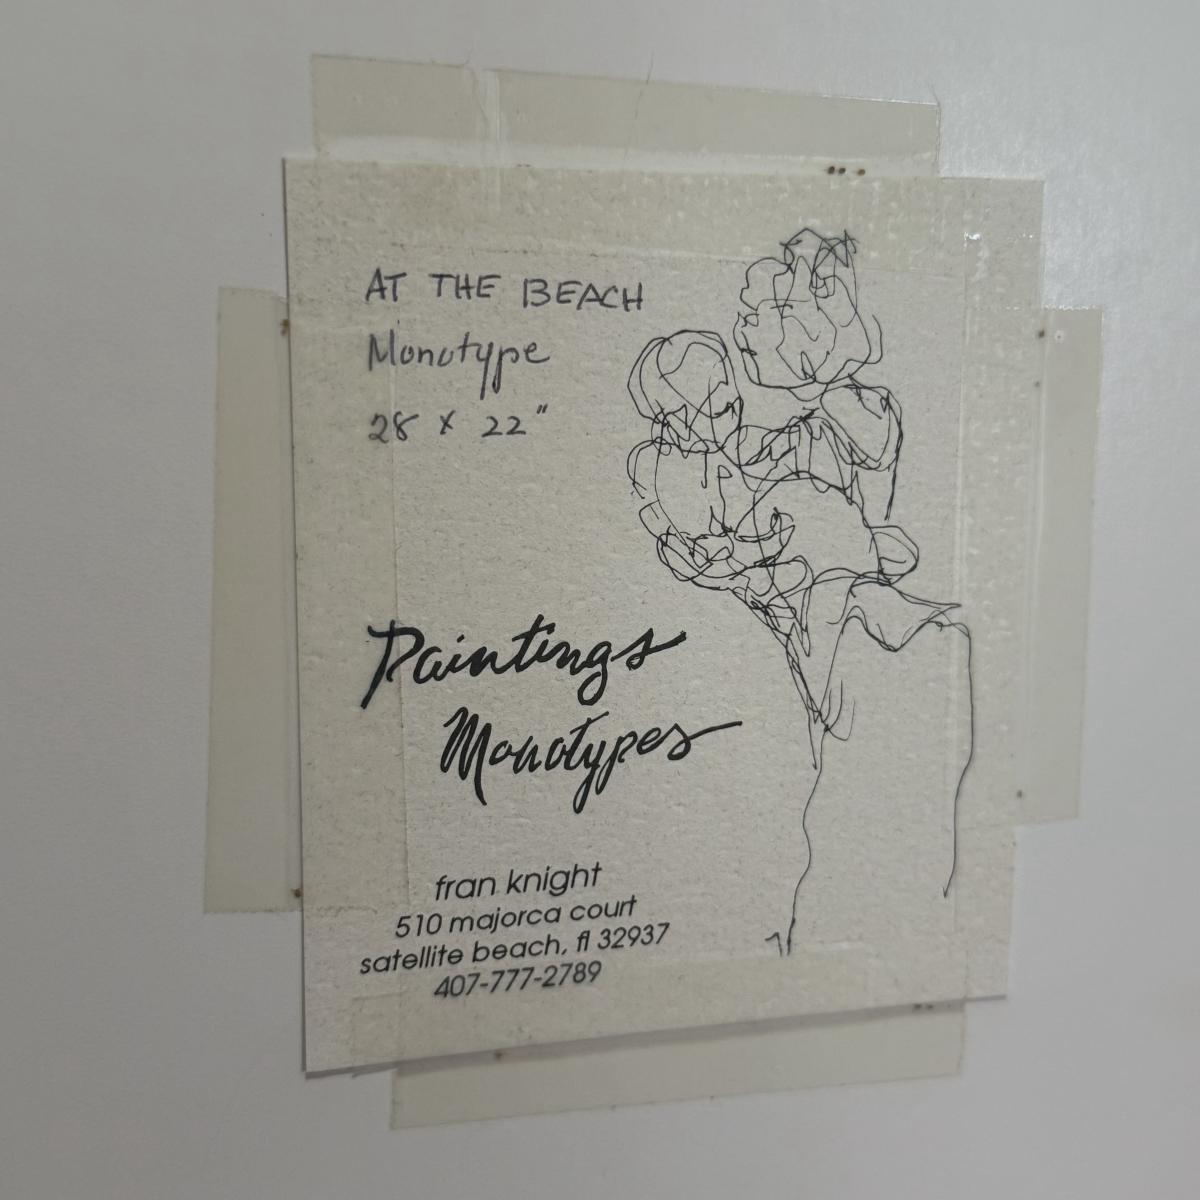 AT THE BEACH
Monotype
28 x 22"
Paintings
Monotypes
fran knight
510 majorca court
satellite beach, fl 32937
407-777-2789